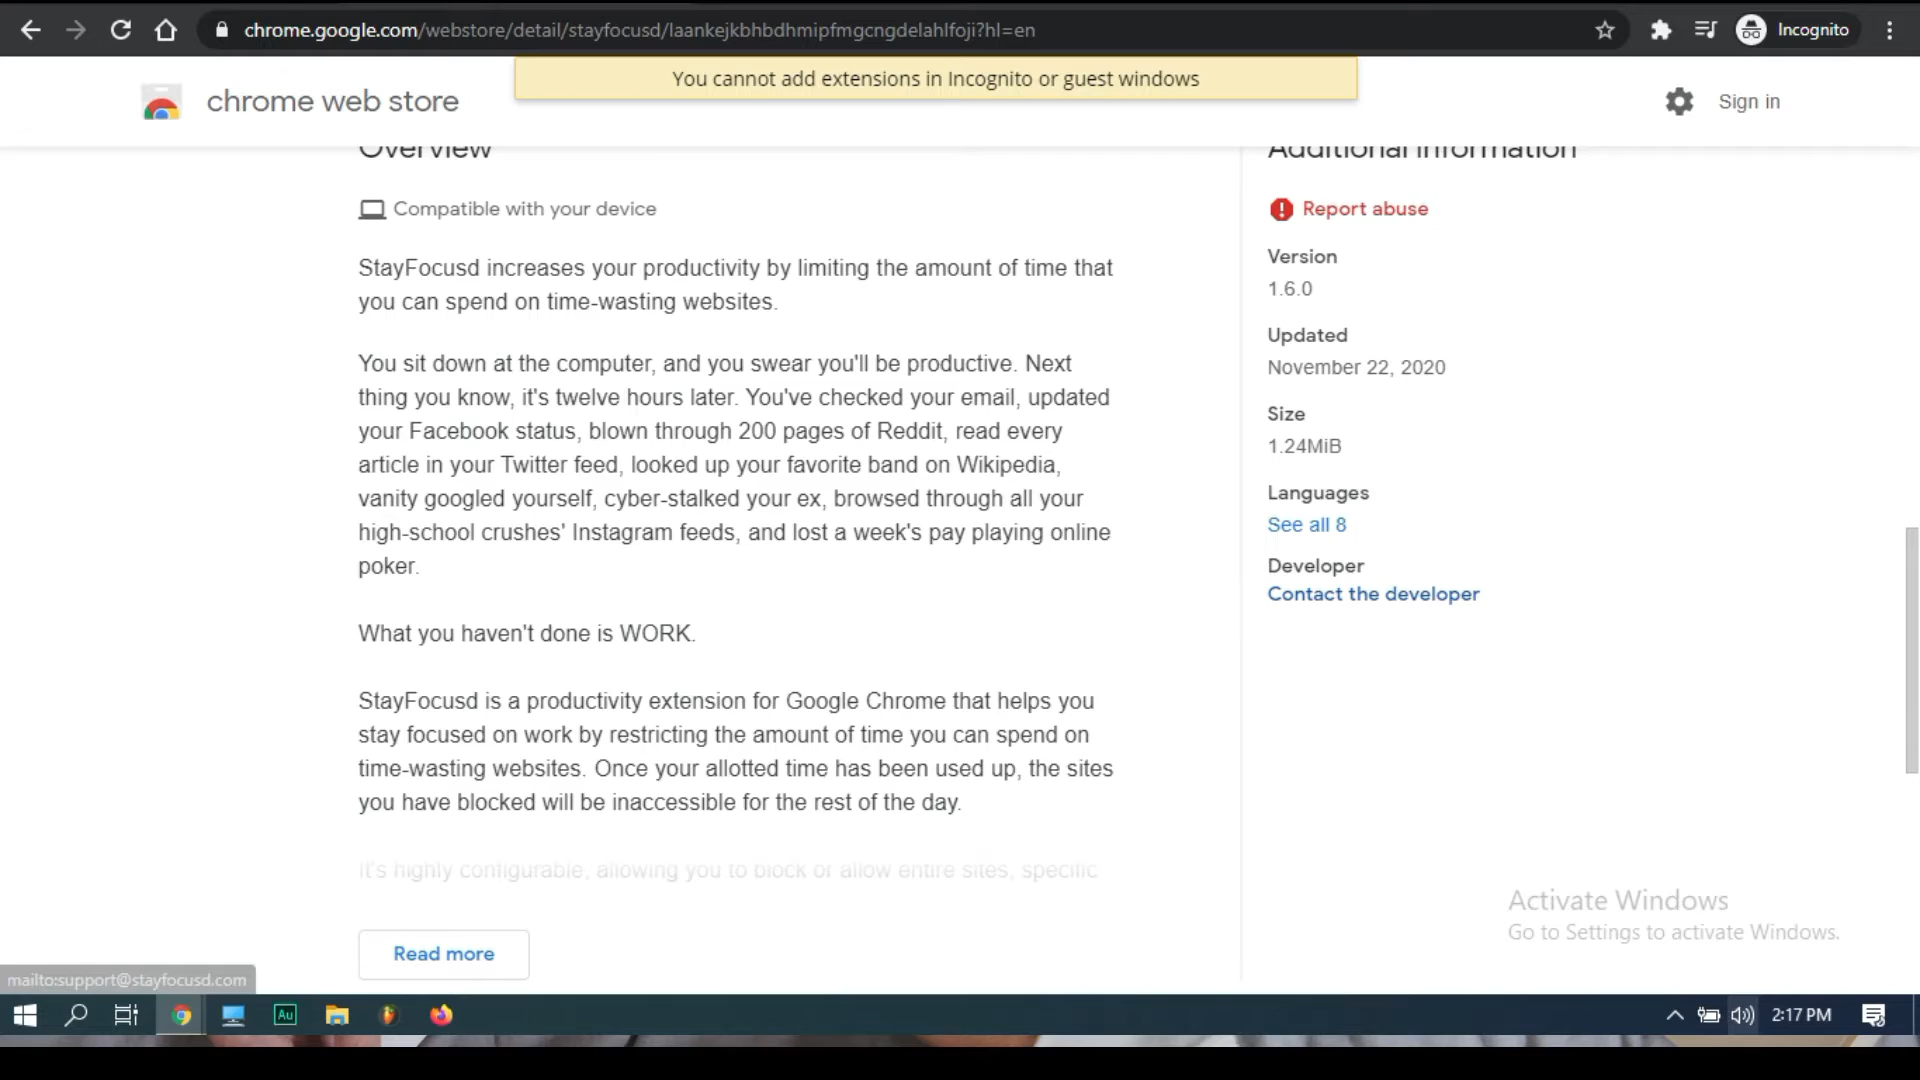 chrome.google.com/webstore/detail/stayfocusd/laankejkbhbdhmipfmgcngdelahlfoji?hl=en
Incognito
You cannot add extensions in Incognito or guest windows
chrome web store
Sign in
Overview
Additional Information
Compatible with your device
Report abuse
StayFocusd increases your productivity by limiting the amount of time that
you can spend on time-wasting websites.
Version
1.6.0
Updated
November 22, 2020
You sit down at the computer, and you swear you'll be productive. Next
thing you know, it's twelve hours later. You've checked your email, updated
your Facebook status, blown through 200 pages of Reddit, read every
article in your Twitter feed, looked up your favorite band on Wikipedia,
vanity googled yourself, cyber-stalked your ex, browsed through all your
high-school crushes' Instagram feeds, and lost a week's pay playing online
poker.
Size
1.24MiB
Languages
See all 8
Developer
Contact the developer
What you haven't done is WORK.
StayFocusd is a productivity extension for Google Chrome that helps you
stay focused on work by restricting the amount of time you can spend on
time-wasting websites. Once your allotted time has been used up, the sites
you have blocked will be inaccessible for the rest of the day.
It's highly configurable, allowing you to block or allow entire sites, specific
Read more
Activate Windows
Go to Settings to activate Windows.
mailto:support@stayfocusd.com
Au
2:17 PM